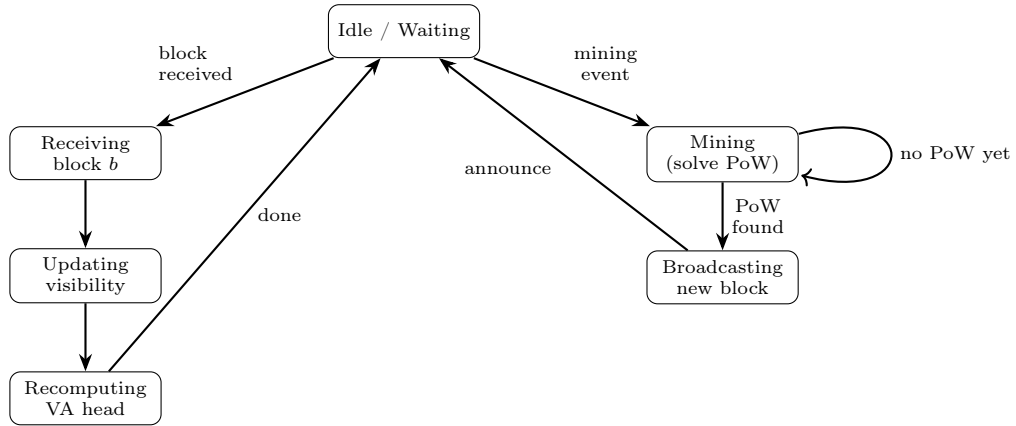 Idle / Waiting
block
received
mining
event
Receiving
block b
Mining
(solve PoW)
no PoW yet
announce
done
PoW
found
Updating
visibility
Broadcasting
new block
Recomputing
VA head